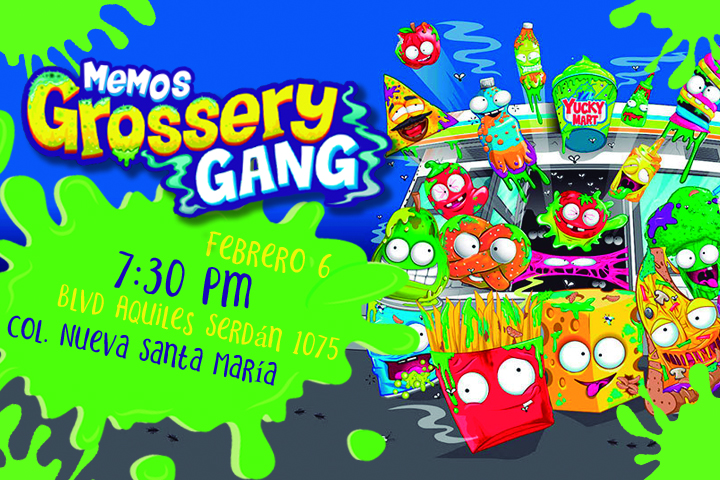 MEMOS
Grossery
GANG
YUCKY
MART
Febrero 6
7:30 PM
Blvd Aquiles Serdán 1075
Col. Nueva Santa María